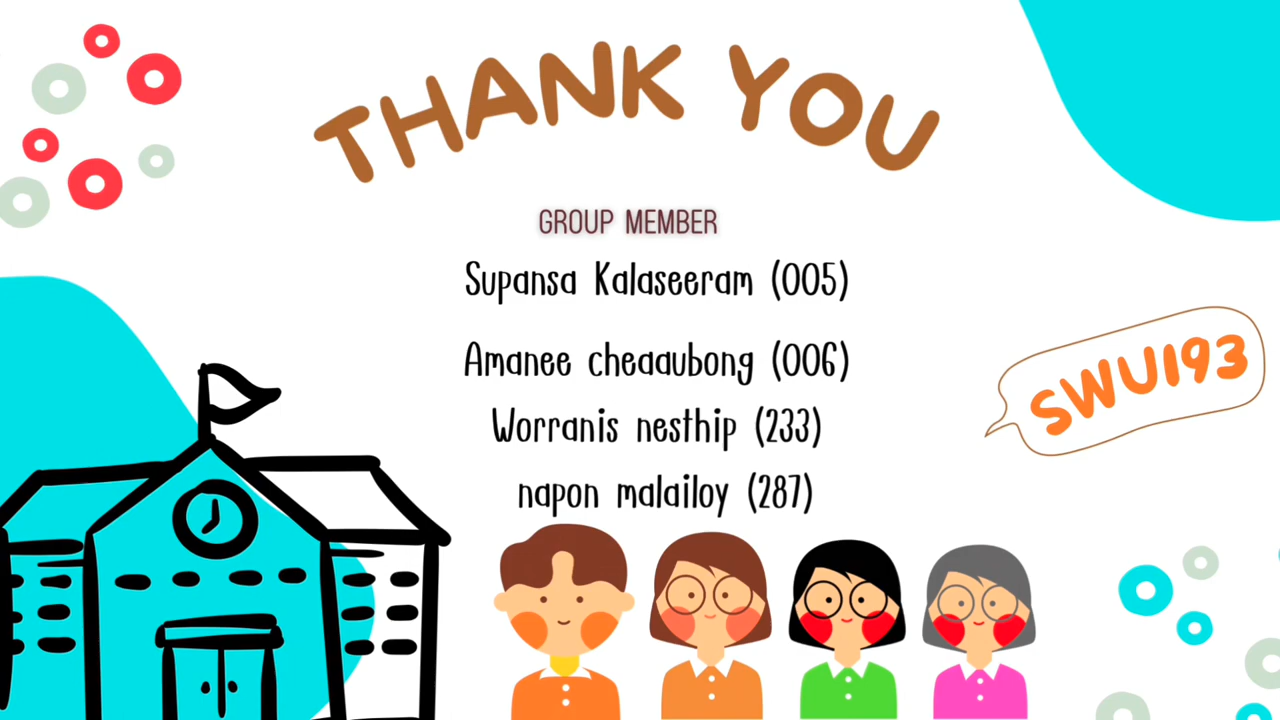 THANK YOU
GROUP MEMBER
Supansa Kalaseeram (005)
Amanee cheaaubong (006)
Worranis nesthip (233)
napon malailoy (287)
SWU193